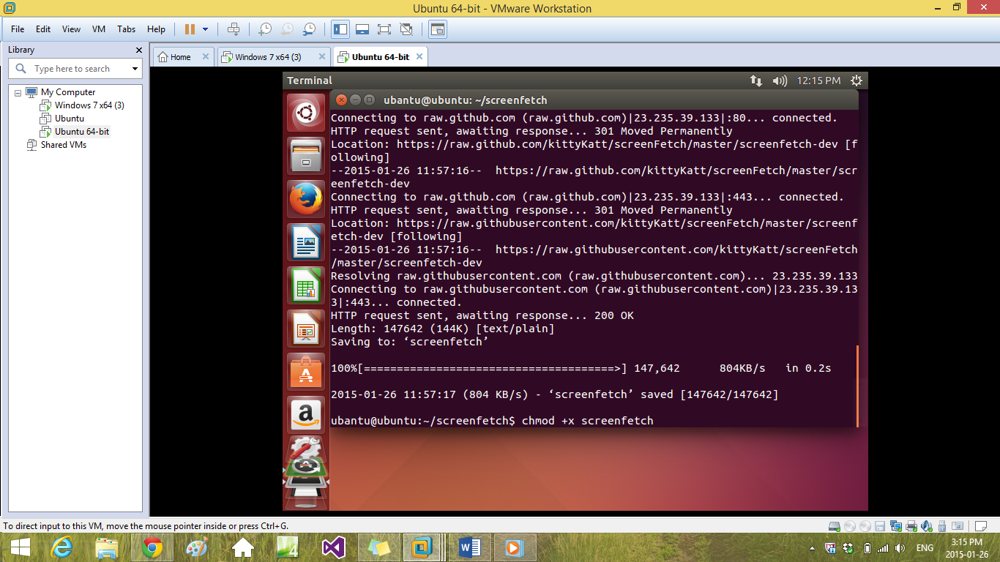 Ubuntu 64-bit - VMware Workstation
File Edit View VM Tabs Help
Library
Type here to search
My Computer
Windows 7 x64 (3)
Ubuntu
Ubuntu 64-bit
Shared VMs
Home
Windows 7 x64 (3)
Ubuntu 64-bit
Terminal
12:15 PM
ubantu@ubuntu: ~/screenfetch
Connecting to raw.github.com (raw.github.com)|23.235.39.133|:80... connected.
HTTP request sent, awaiting response... 301 Moved Permanently
Location: https://raw.github.com/kittyKatt/screenFetch/master/screenfetch-dev [f
ollowing]
--2015-01-26 11:57:16--  https://raw.github.com/kittyKatt/screenFetch/master/scr
eenfetch-dev
Connecting to raw.github.com (raw.github.com)|23.235.39.133|:443... connected.
HTTP request sent, awaiting response... 301 Moved Permanently
Location: https://raw.githubusercontent.com/kittyKatt/screenFetch/master/screenf
etch-dev [following]
--2015-01-26 11:57:16--  https://raw.githubusercontent.com/kittyKatt/screenFetch
/master/screenfetch-dev
Resolving raw.githubusercontent.com (raw.githubusercontent.com)... 23.235.39.133
Connecting to raw.githubusercontent.com (raw.githubusercontent.com)|23.235.39.13
3|:443... connected.
HTTP request sent, awaiting response... 200 OK
Length: 147642 (144K) [text/plain]
Saving to: ‘screenfetch’
100%[======================================>] 147,642      804KB/s   in 0.2s
2015-01-26 11:57:17 (804 KB/s) - ‘screenfetch’ saved [147642/147642]
ubantu@ubuntu:~/screenfetch$ chmod +x screenfetch
To direct input to this VM, move the mouse pointer inside or press Ctrl+G.
ENG
3:15 PM
2015-01-26